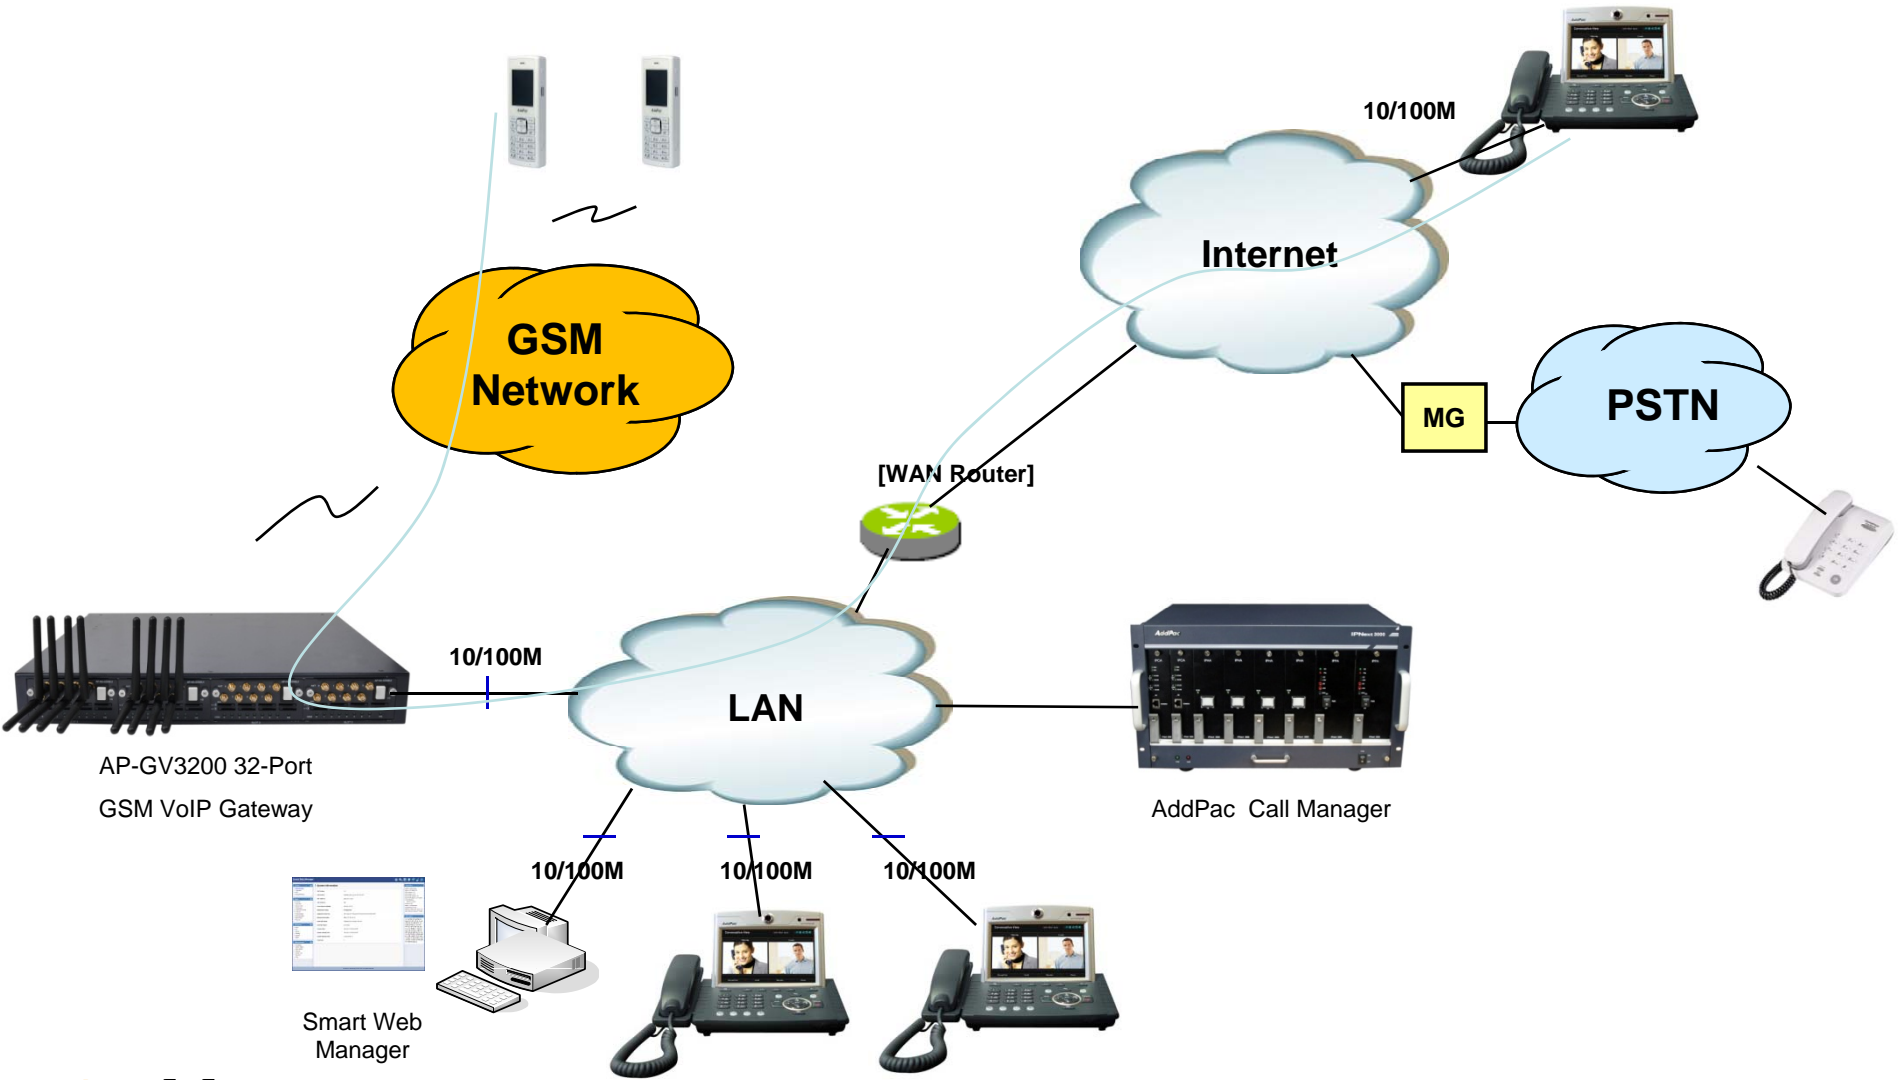 10/100M
Internet
GSM
Network
MG
PSTN
[WAN Router]
10/100M
LAN
AddPac
AP-GV3200 32-Port
GSM VoIP Gateway
AddPac Call Manager
10/100M
10/100M
10/100M
Smart Web
Manager